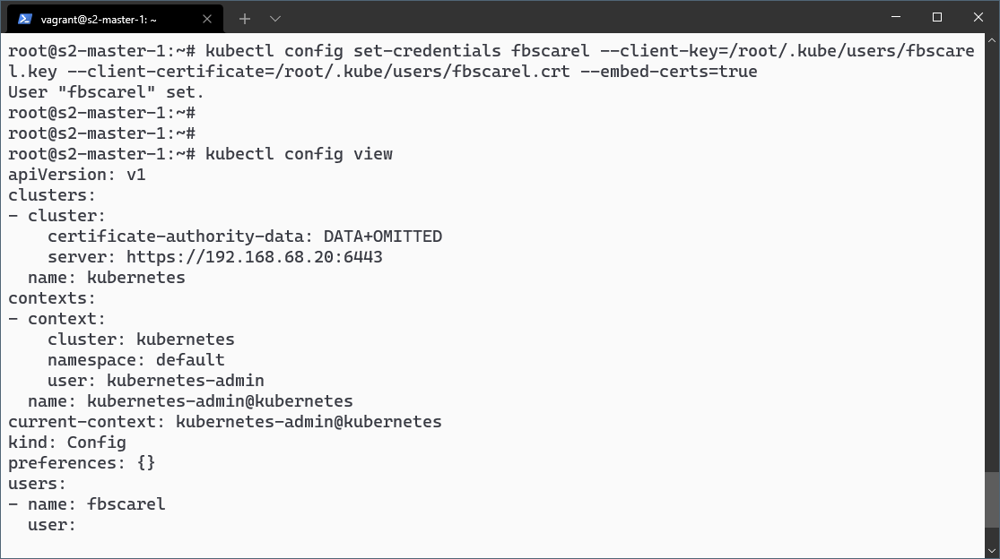 vagrant@s2-master-1: ~
root@s2-master-1:~# kubectl config set-credentials fbscarel --client-key=/root/.kube/users/fbscare
l.key --client-certificate=/root/.kube/users/fbscarel.crt --embed-certs=true
User "fbscarel" set.
root@s2-master-1:~#
root@s2-master-1:~#
root@s2-master-1:~# kubectl config view
apiVersion: v1
clusters:
- cluster:
    certificate-authority-data: DATA+OMITTED
    server: https://192.168.68.20:6443
  name: kubernetes
contexts:
- context:
    cluster: kubernetes
    namespace: default
    user: kubernetes-admin
  name: kubernetes-admin@kubernetes
current-context: kubernetes-admin@kubernetes
kind: Config
preferences: {}
users:
- name: fbscarel
  user: